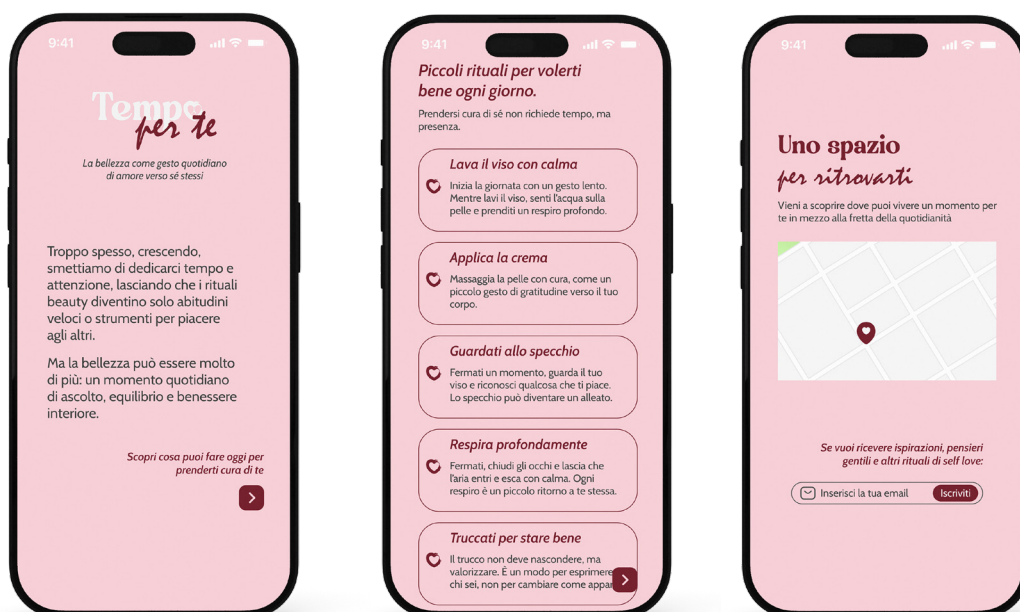 9:41
Tempo
per te
La bellezza come gesto quotidiano
di amore verso sé stessi
Troppo spesso, crescendo,
smettiamo di dedicarci tempo e
attenzione, lasciando che i rituali
beauty diventino solo abitudini
veloci o strumenti per piacere
agli altri.
Ma la bellezza può essere molto
di più: un momento quotidiano
di ascolto, equilibrio e benessere
interiore.
Scopri cosa puoi fare oggi per
prenderti cura di te
9:41
Piccoli rituali per volerti
bene ogni giorno.
Prendersi cura di sé non richiede tempo, ma
presenza.
Lava il viso con calma
Inizia la giornata con un gesto lento.
Mentre lavi il viso, senti l'acqua sulla
pelle e prenditi un respiro profondo.
Applica la crema
Massaggia la pelle con cura, come un
piccolo gesto di gratitudine verso il tuo
corpo.
Guardati allo specchio
Fermati un momento, guarda il tuo
viso e riconosci qualcosa che ti piace.
Lo specchio può diventare un alleato.
Respira profondamente
Fermati, chiudi gli occhi e lascia che
l'aria entri e esca con calma. Ogni
respiro è un piccolo ritorno a te stessa.
Truccati per stare bene
Il trucco non deve nascondere, ma
valorizzare. È un modo per esprimere
chi sei, non per cambiare come
9:41
Uno spazio
per ritrovarti
Vieni a scoprire dove puoi vivere un momento per
te in mezzo alla fretta della quotidianità
Se vuoi ricevere ispirazioni, pensieri
gentili e altri rituali di self love:
Inserisci la tua email
Iscriviti